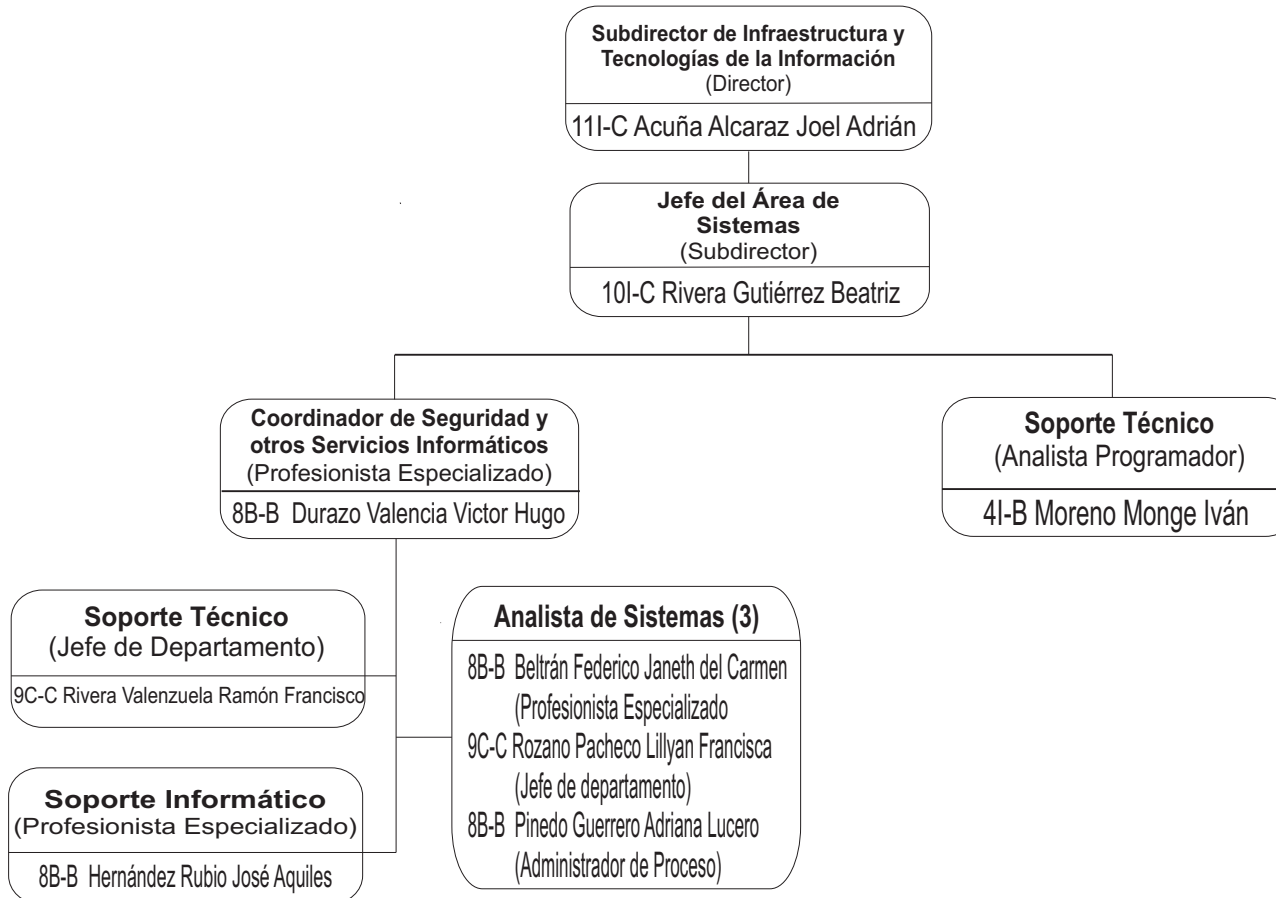 Subdirector de Infraestructura y
Tecnologías de la Información
(Director)
11I-C Acuña Alcaraz Joel Adrián
Jefe del Área de
Sistemas
(Subdirector)
10I-C Rivera Gutiérrez Beatriz
Coordinador de Seguridad y
otros Servicios Informáticos
(Profesionista Especializado)
8B-B Durazo Valencia Victor Hugo
Soporte Técnico
(Analista Programador)
4I-B Moreno Monge Iván
Soporte Técnico
(Jefe de Departamento)
9C-C Rivera Valenzuela Ramón Francisco
Analista de Sistemas (3)
8B-B Beltrán Federico Janeth del Carmen
(Profesionista Especializado
9C-C Rozano Pacheco Lillyan Francisca
(Jefe de departamento)
8B-B Pinedo Guerrero Adriana Lucero
(Administrador de Proceso)
Soporte Informático
(Profesionista Especializado)
8B-B Hernández Rubio José Aquiles